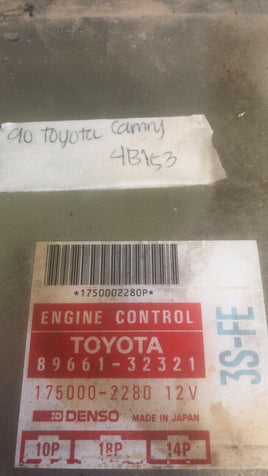 90 Toyota Camry
4B153
*1750002280P*
ENGINE CONTROL
TOYOTA
89661-32321
175000-2280 12V
DENSO MADE IN JAPAN
10P 18P 14P
3S-FE